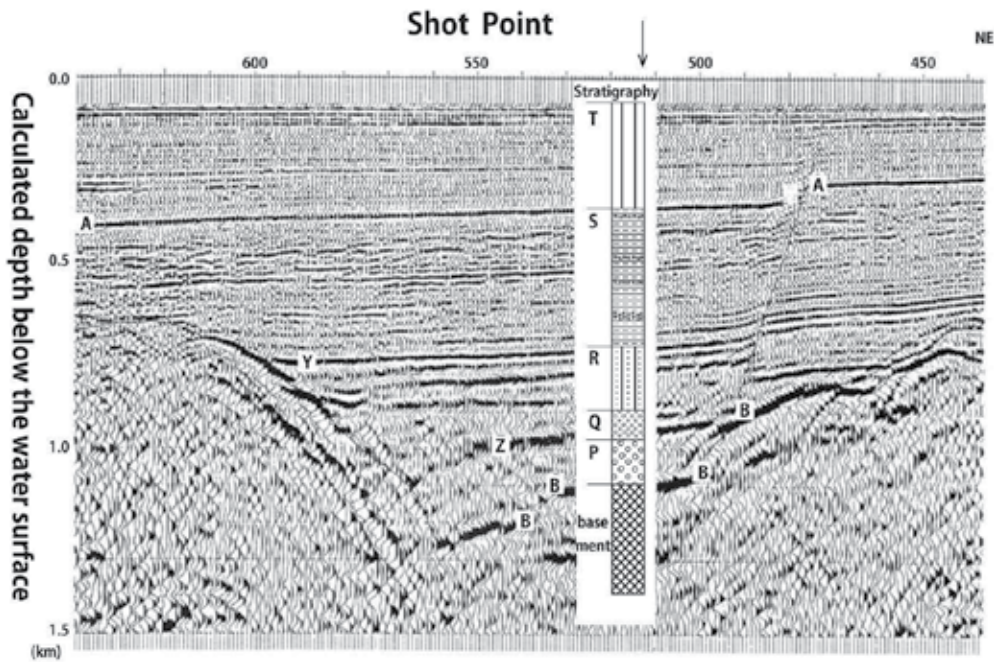 Shot Point
NE
600 550 500 450
0.0
Stratigraphy
T
A
A
S
0.5
Y
R
B
Q
1.0
Z
P
B
B
B
base
ment
1.5
(km)
Calculated depth below the water surface